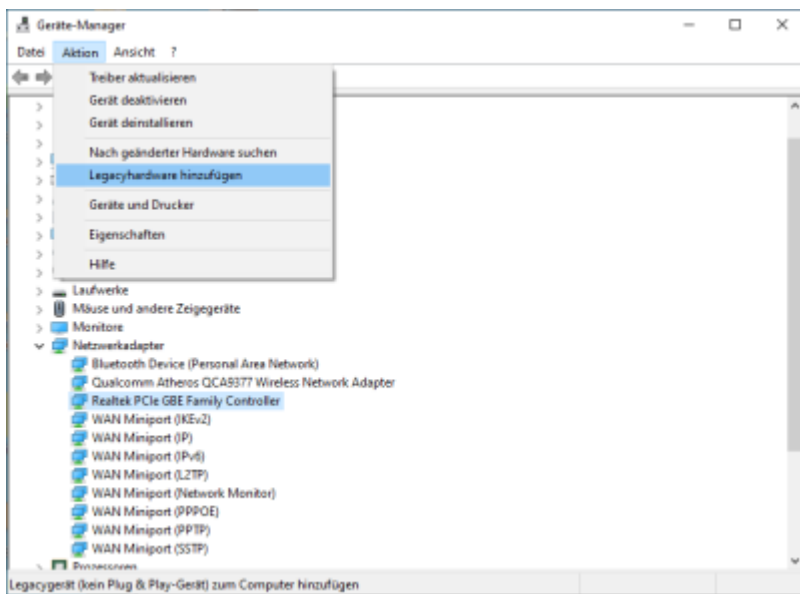 Geräte-Manager
Datei Aktion Ansicht ?
Treiber aktualisieren
Gerät deaktivieren
Gerät deinstallieren
Nach geänderter Hardware suchen
Legacyhardware hinzufügen
Geräte und Drucker
Eigenschaften
Hilfe
Laufwerke
Mäuse und andere Zeigegeräte
Monitore
Netzwerkadapter
Bluetooth Device (Personal Area Network)
Qualcomm Atheros QCA9377 Wireless Network Adapter
Realtek PCIe GBE Family Controller
WAN Miniport (IKEv2)
WAN Miniport (IP)
WAN Miniport (IPv6)
WAN Miniport (L2TP)
WAN Miniport (Network Monitor)
WAN Miniport (PPPOE)
WAN Miniport (PPTP)
WAN Miniport (SSTP)
Prozessoren
Legacygerät (kein Plug & Play-Gerät) zum Computer hinzufügen